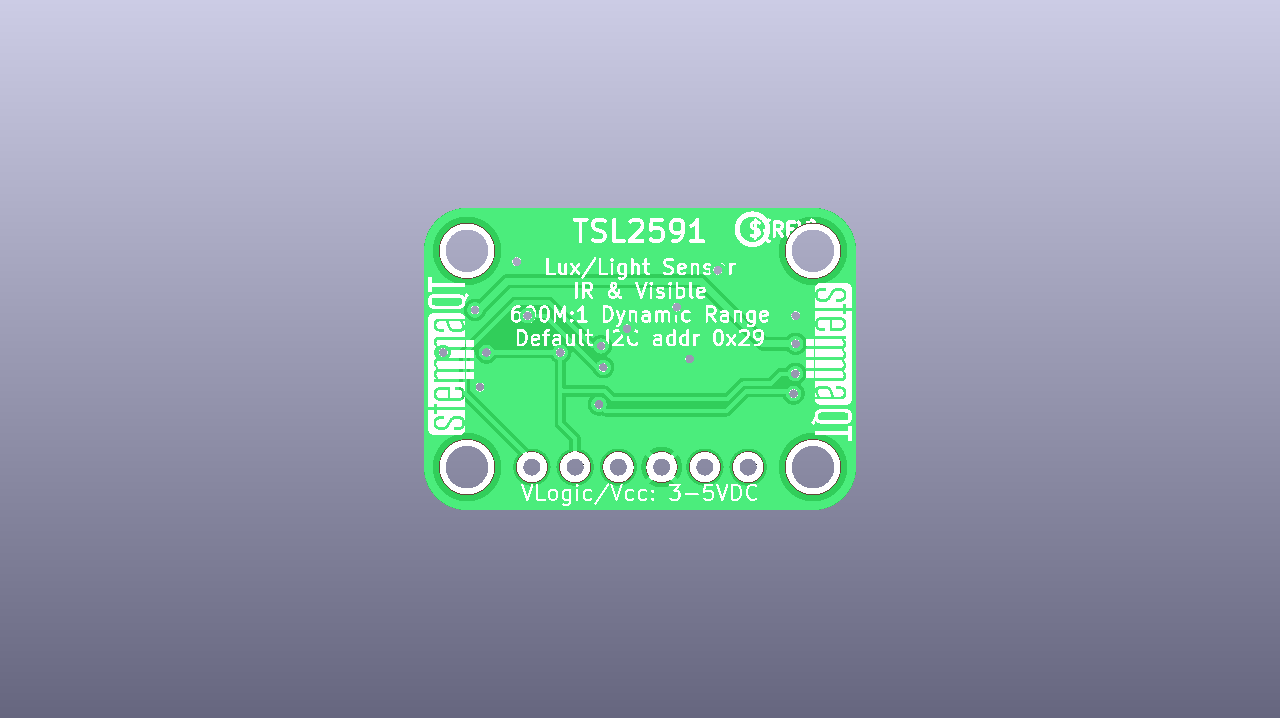 TSL2591
Lux/Light Sensor
IR & Visible
600M:1 Dynamic Range
Default I2C addr 0x29
stemmaQT
stemmaQT
VLogic/Vcc: 3-5VDC